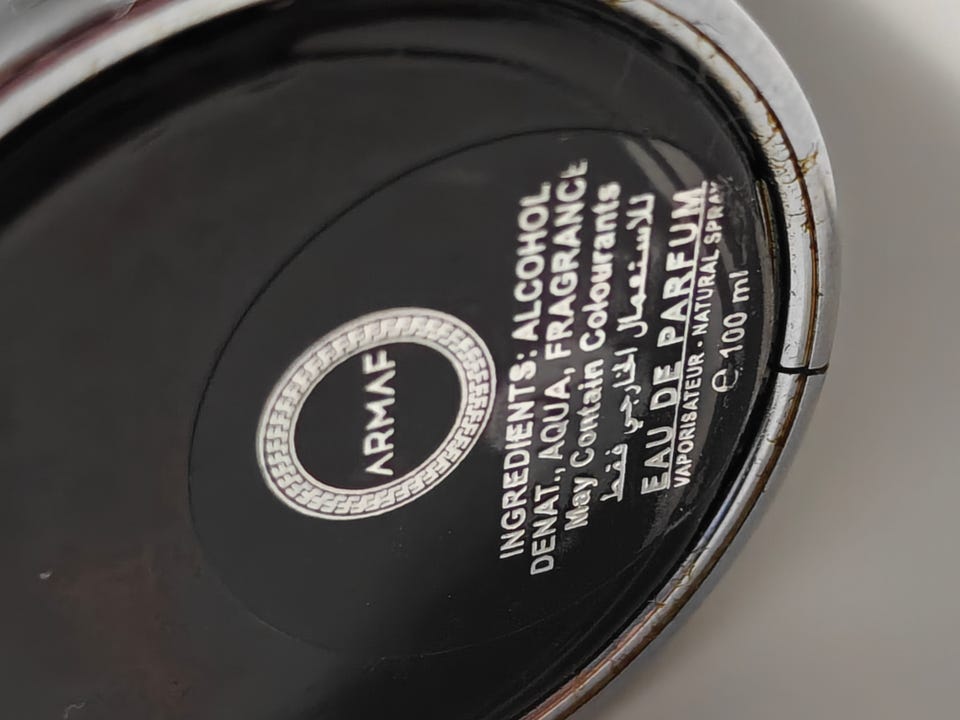 ARMAF
INGREDIENTS: ALCOHOL
DENAT., AQUA, FRAGRANCE
May Contain Colourants
للاستعمال الخارجي فقط
EAU DE PARFUM
VAPORISATEUR · NATURAL SPRAY
℮ 100 ml